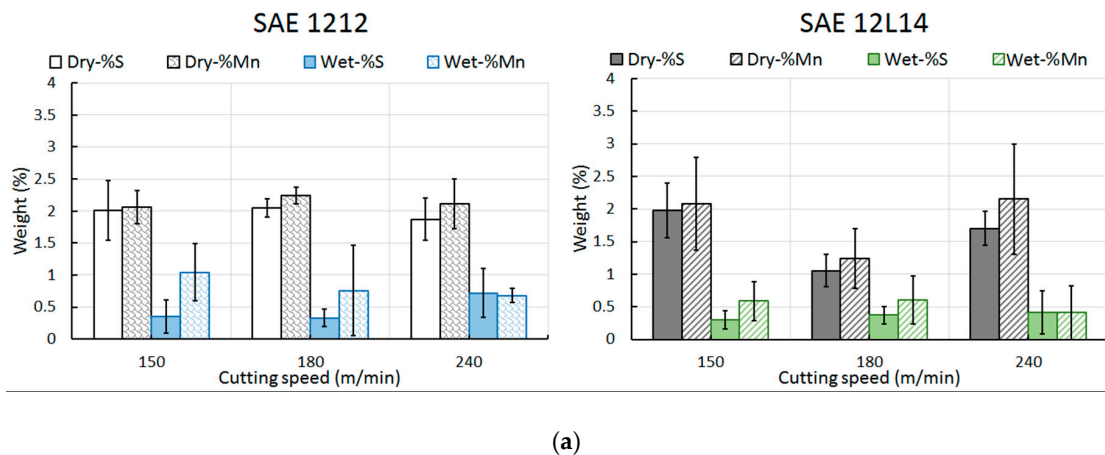 SAE 1212
Dry-%S Dry-%Mn Wet-%S Wet-%Mn
4
3.5
3
2.5
2
1.5
1
0.5
0
Weight (%)
150 180 240
Cutting speed (m/min)
SAE 12L14
Dry-%S Dry-%Mn Wet-%S Wet-%Mn
4
3.5
3
2.5
2
1.5
1
0.5
0
Weight (%)
150 180 240
Cutting speed (m/min)
(a)